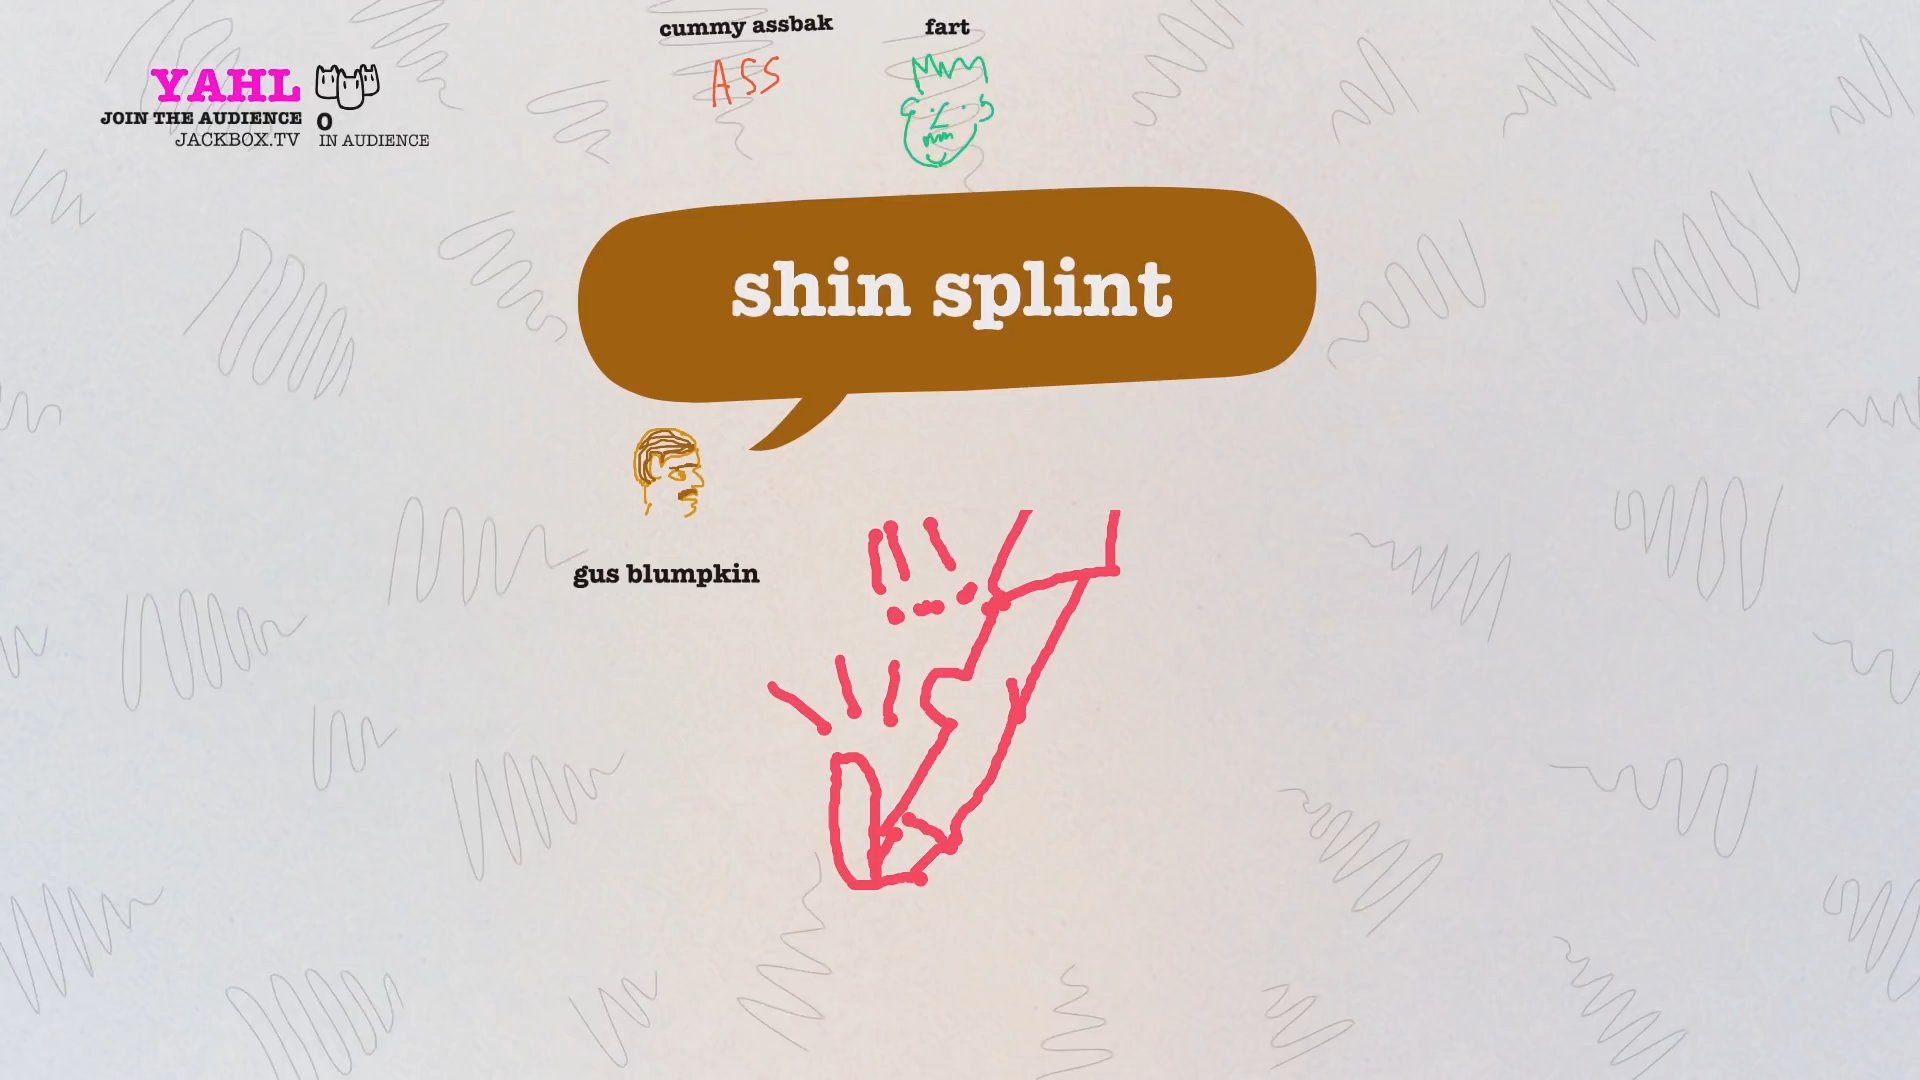 cummy assbak
fart
ASS
YAHL
JOIN THE AUDIENCE
0
JACKBOX.TV
IN AUDIENCE
shin splint
gus blumpkin